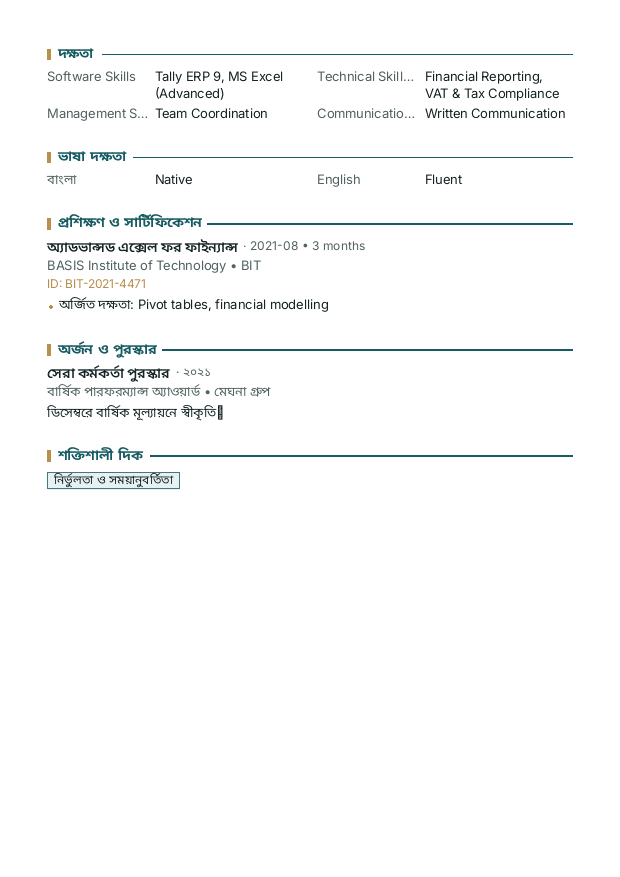 দক্ষতা
Software Skills Tally ERP 9, MS Excel (Advanced) Technical Skill... Financial Reporting, VAT & Tax Compliance
Management S... Team Coordination Communicatio... Written Communication
ভাষা দক্ষতা
বাংলা Native English Fluent
প্রশিক্ষণ ও সার্টিফিকেশন
অ্যাডভান্সড এক্সেল ফর ফাইন্যান্স · 2021-08 • 3 months
BASIS Institute of Technology • BIT
ID: BIT-2021-4471
• অর্জিত দক্ষতা: Pivot tables, financial modelling
অর্জন ও পুরস্কার
সেরা কর্মকর্তা পুরস্কার · ২০২১
বার্ষিক পারফরম্যান্স অ্যাওয়ার্ড • মেঘনা গ্রুপ
ডিসেম্বরে বার্ষিক মূল্যায়নে স্বীকৃতি
শক্তিশালী দিক
নির্ভুলতা ও সময়ানুবর্তিতা